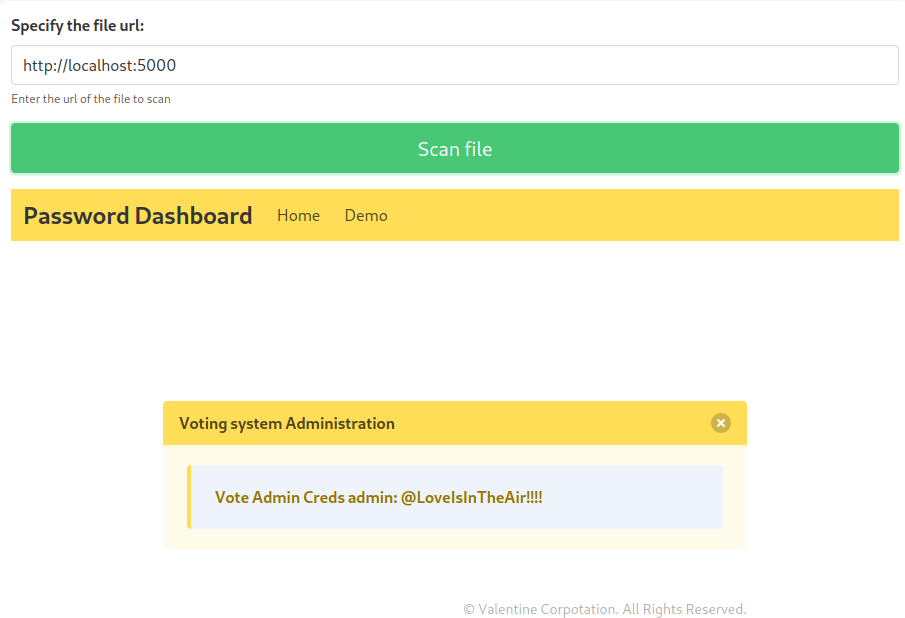 Specify the file url:
http://localhost:5000
Enter the url of the file to scan
Scan file
Password Dashboard Home Demo
Voting system Administration
Vote Admin Creds admin: @LoveIsInTheAir!!!!
© Valentine Corpotation. All Rights Reserved.